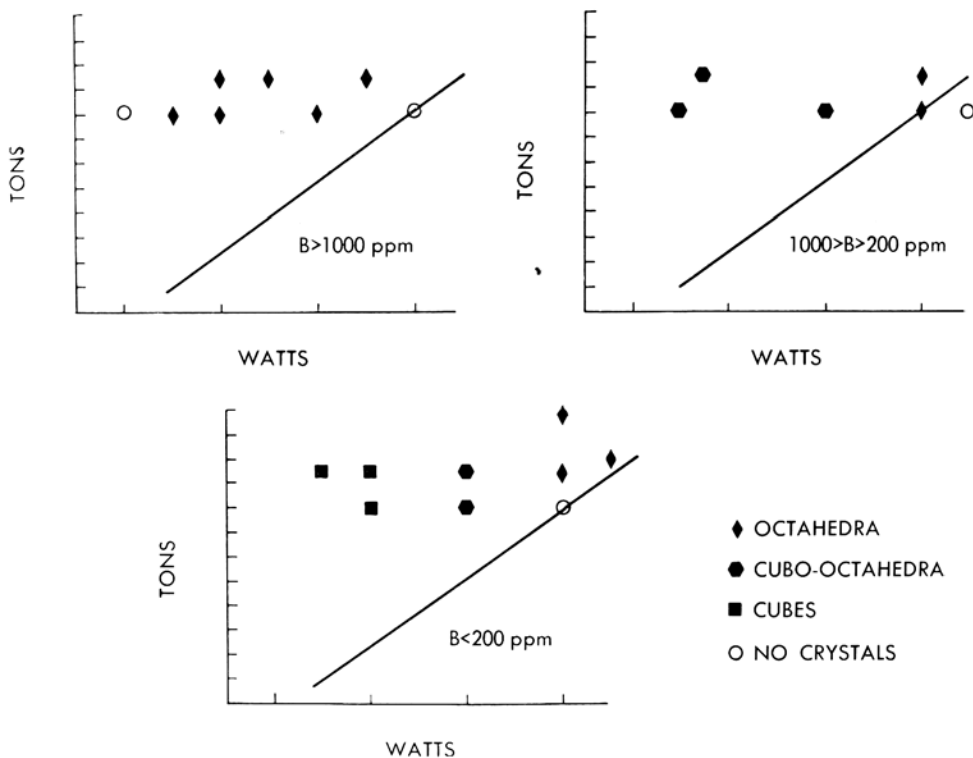 TONS
B>1000 ppm
WATTS
TONS
1000>B>200 ppm
WATTS
TONS
B<200 ppm
WATTS
OCTAHEDRA
CUBO-OCTAHEDRA
CUBES
NO CRYSTALS